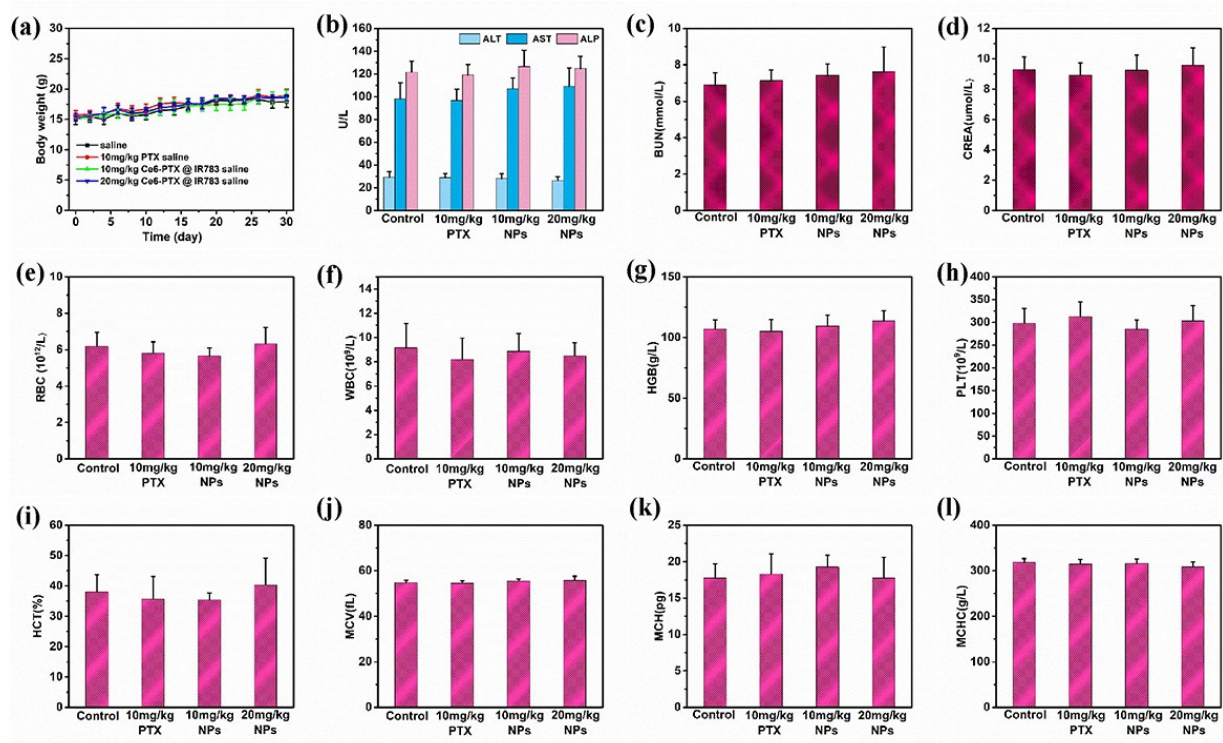 (a)
Body weight (g)
30
25
20
15
10
5
0
saline
10mg/kg PTX saline
10mg/kg Ce6-PTX @ IR783 saline
20mg/kg Ce6-PTX @ IR783 saline
0 5 10 15 20 25 30
Time (day)
(b)
U/L
160
140
120
100
80
60
40
20
0
ALT AST ALP
Control 10mg/kg 10mg/kg 20mg/kg
PTX NPs NPs
(c)
BUN(mmol/L)
10
8
6
4
2
0
Control 10mg/kg 10mg/kg 20mg/kg
PTX NPs NPs
(d)
CREA(umol/L)
12
10
8
6
4
2
0
Control 10mg/kg 10mg/kg 20mg/kg
PTX NPs NPs
(e)
RBC (10¹²/L)
10
8
6
4
2
0
Control 10mg/kg 10mg/kg 20mg/kg
PTX NPs NPs
(f)
WBC(10⁹/L)
14
12
10
8
6
4
2
0
Control 10mg/kg 10mg/kg 20mg/kg
PTX NPs NPs
(g)
HGB(g/L)
150
100
50
0
Control 10mg/kg 10mg/kg 20mg/kg
PTX NPs NPs
(h)
PLT(10⁹/L)
400
350
300
250
200
150
100
50
0
Control 10mg/kg 10mg/kg 20mg/kg
PTX NPs NPs
(i)
HCT(%)
60
50
40
30
20
10
0
Control 10mg/kg 10mg/kg 20mg/kg
PTX NPs NPs
(j)
MCV(fL)
80
60
40
20
0
Control 10mg/kg 10mg/kg 20mg/kg
PTX NPs NPs
(k)
MCH(pg)
25
20
15
10
5
0
Control 10mg/kg 10mg/kg 20mg/kg
PTX NPs NPs
(l)
MCHC(g/L)
400
300
200
100
0
Control 10mg/kg 10mg/kg 20mg/kg
PTX NPs NPs